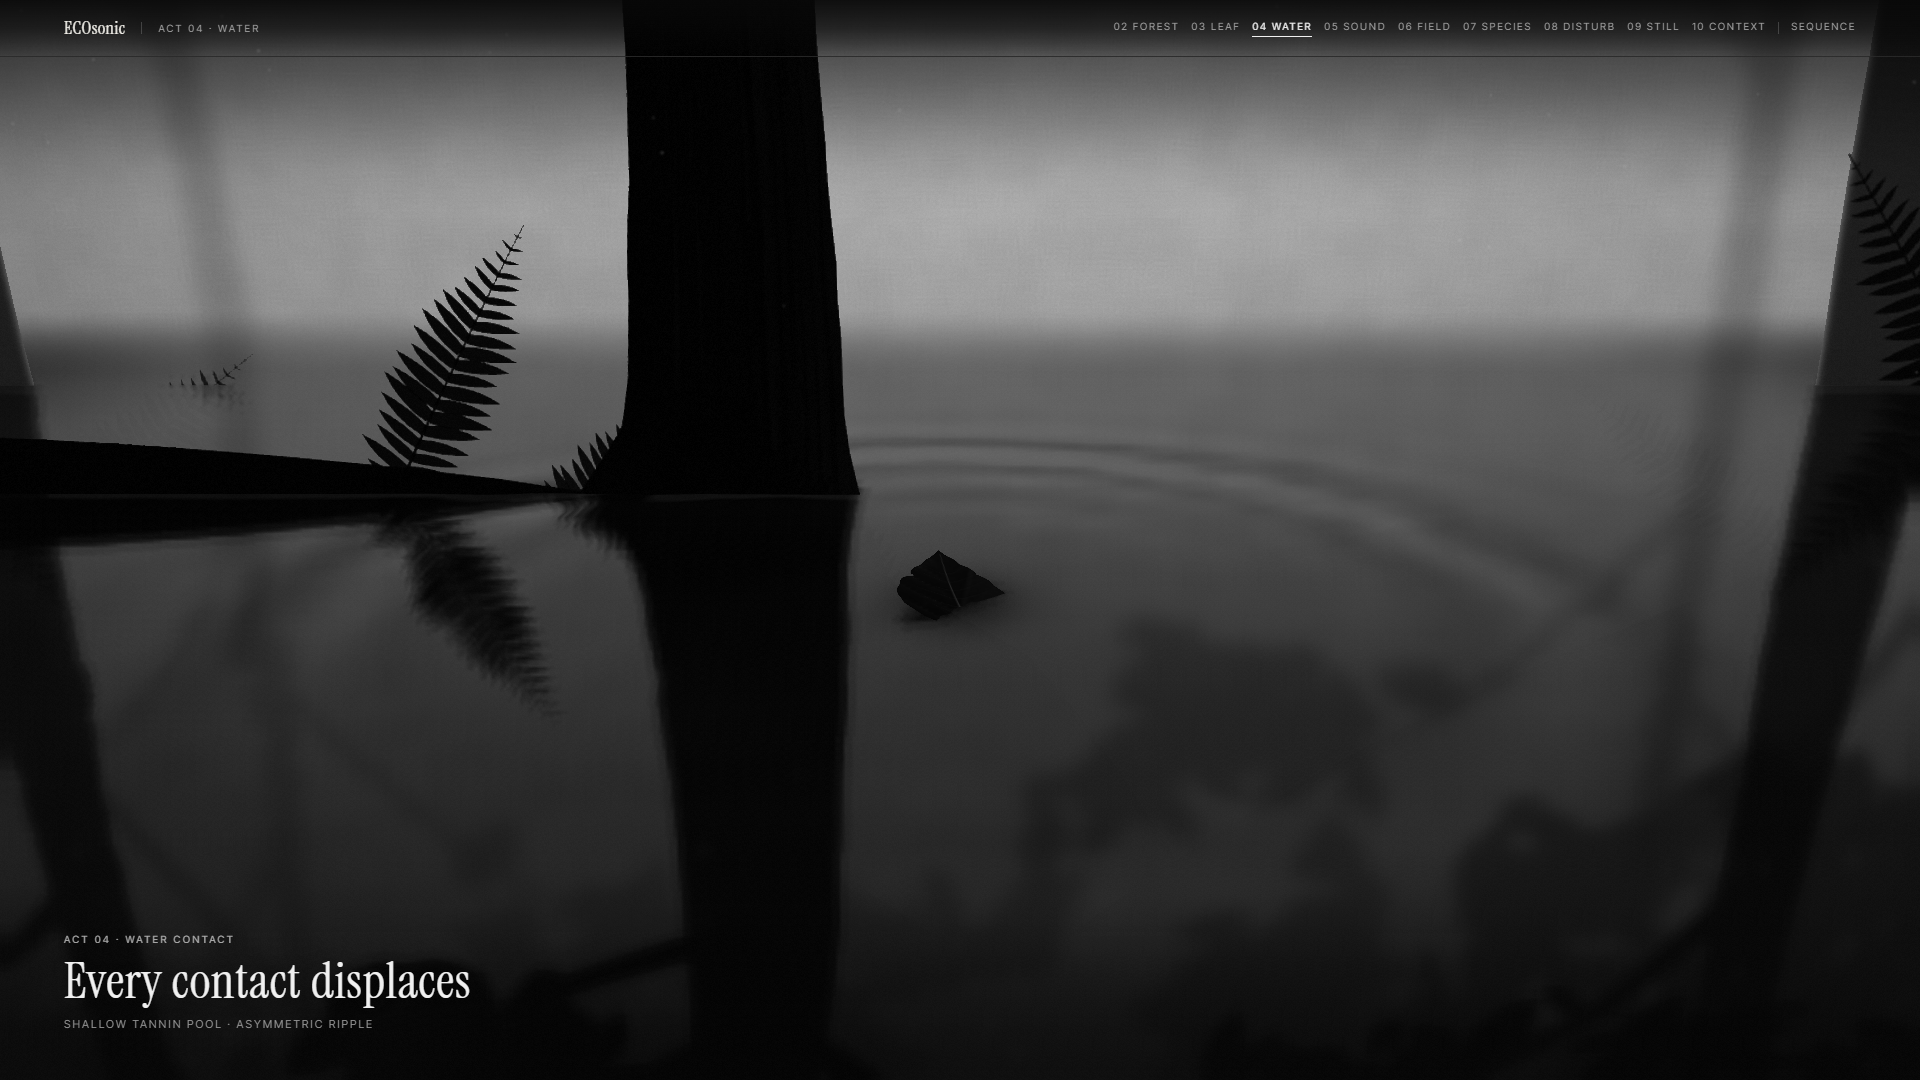 ECOsonic
ACT 04 · WATER
02 FOREST 03 LEAF 04 WATER 05 SOUND 06 FIELD 07 SPECIES 08 DISTURB 09 STILL 10 CONTEXT SEQUENCE
ACT 04 · WATER CONTACT
Every contact displaces
SHALLOW TANNIN POOL · ASYMMETRIC RIPPLE